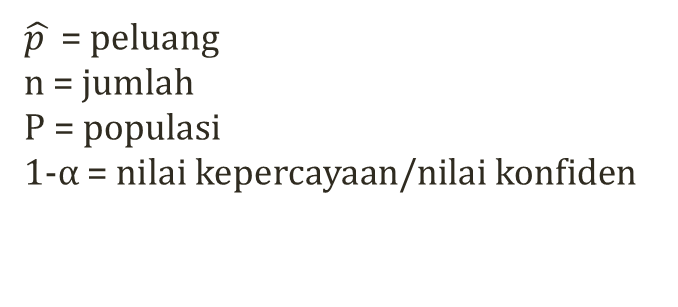 p̂ = peluang
n = jumlah
P = populasi
1-α = nilai kepercayaan/nilai konfiden